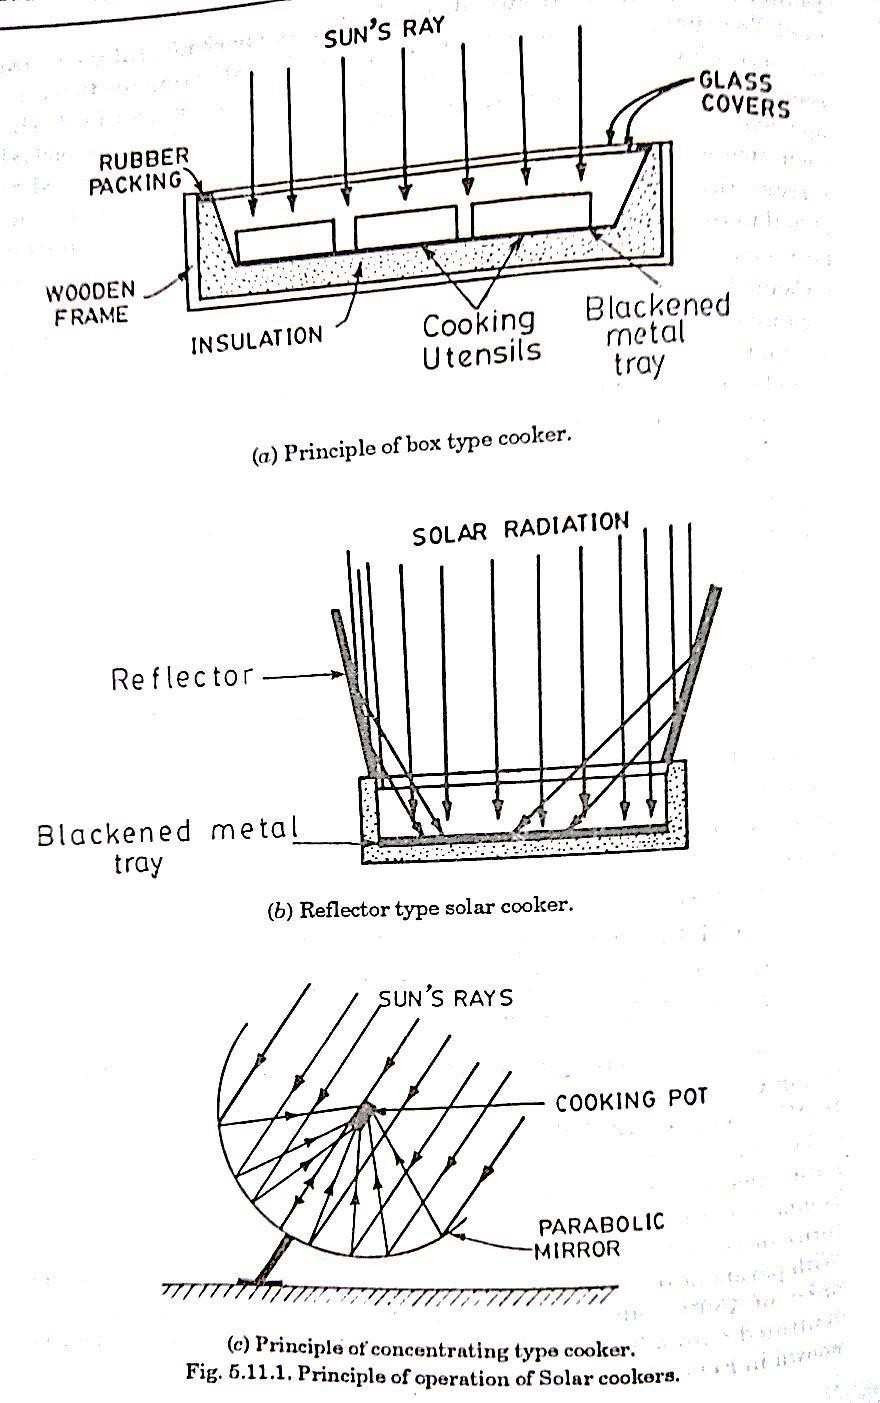 SUN'S RAY
GLASS
COVERS
RUBBER
PACKING
WOODEN
FRAME
INSULATION
Cooking
Utensils
Blackened
metal
tray
(a) Principle of box type cooker.
SOLAR RADIATION
Reflector
Blackened metal
tray
(b) Reflector type solar cooker.
SUN'S RAYS
COOKING POT
PARABOLIC
MIRROR
(c) Principle of concentrating type cooker.
Fig. 5.11.1. Principle of operation of Solar cookers.